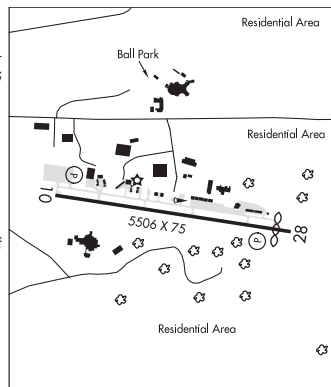 Residential Area
Ball Park
Residential Area
P
10
5506 X 75
P
28
Residential Area